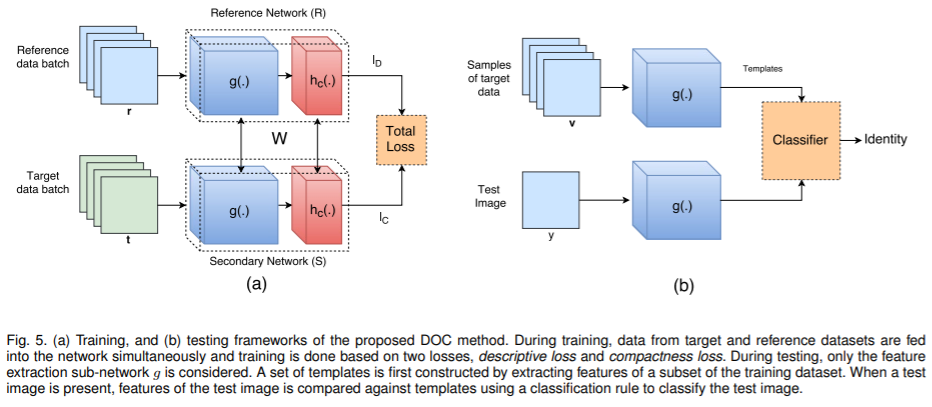 Reference Network (R)
Reference
data batch
r
g(.)
h_C(.)
l_D
W
Total
Loss
Target
data batch
t
g(.)
h_C(.)
l_C
Secondary Network (S)
(a)
Samples
of target
data
v
g(.)
Templates
Classifier
Identity
Test
Image
y
g(.)
(b)
Fig. 5. (a) Training, and (b) testing frameworks of the proposed DOC method. During training, data from target and reference datasets are fed
into the network simultaneously and training is done based on two losses, descriptive loss and compactness loss. During testing, only the feature
extraction sub-network g is considered. A set of templates is first constructed by extracting features of a subset of the training dataset. When a test
image is present, features of the test image is compared against templates using a classification rule to classify the test image.